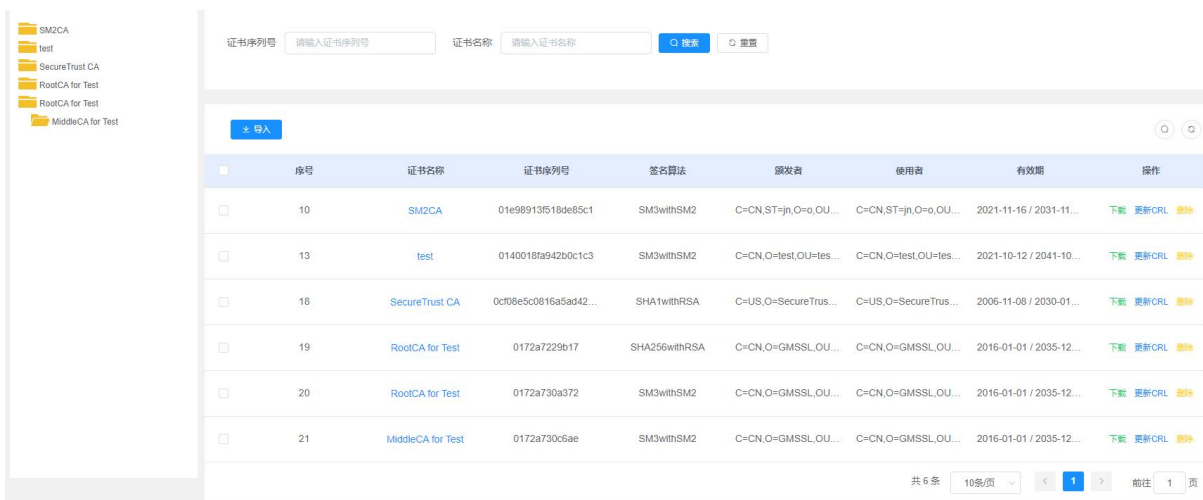 SM2CA
test
SecureTrust CA
RootCA for Test
RootCA for Test
MiddleCA for Test
证书序列号 请输入证书序列号 证书名称 请输入证书名称 搜索 重置
导入
序号 证书名称 证书序列号 签名算法 颁发者 使用者 有效期 操作
10 SM2CA 01e98913f518de85c1 SM3withSM2 C=CN,ST=jn,O=o,OU... C=CN,ST=jn,O=o,OU... 2021-11-16 / 2031-11... 下载 更新CRL 删除
13 test 0140018fa942b0c1c3 SM3withSM2 C=CN,O=test,OU=tes... C=CN,O=test,OU=tes... 2021-10-12 / 2041-10... 下载 更新CRL 删除
18 SecureTrust CA 0cf08e5c0816a5ad42... SHA1withRSA C=US,O=SecureTrus... C=US,O=SecureTrus... 2006-11-08 / 2030-01... 下载 更新CRL 删除
19 RootCA for Test 0172a7229b17 SHA256withRSA C=CN,O=GMSSL,OU... C=CN,O=GMSSL,OU... 2016-01-01 / 2035-12... 下载 更新CRL 删除
20 RootCA for Test 0172a730a372 SM3withSM2 C=CN,O=GMSSL,OU... C=CN,O=GMSSL,OU... 2016-01-01 / 2035-12... 下载 更新CRL 删除
21 MiddleCA for Test 0172a730c6ae SM3withSM2 C=CN,O=GMSSL,OU... C=CN,O=GMSSL,OU... 2016-01-01 / 2035-12... 下载 更新CRL 删除
共 6 条 10条/页 < 1 > 前往 1 页